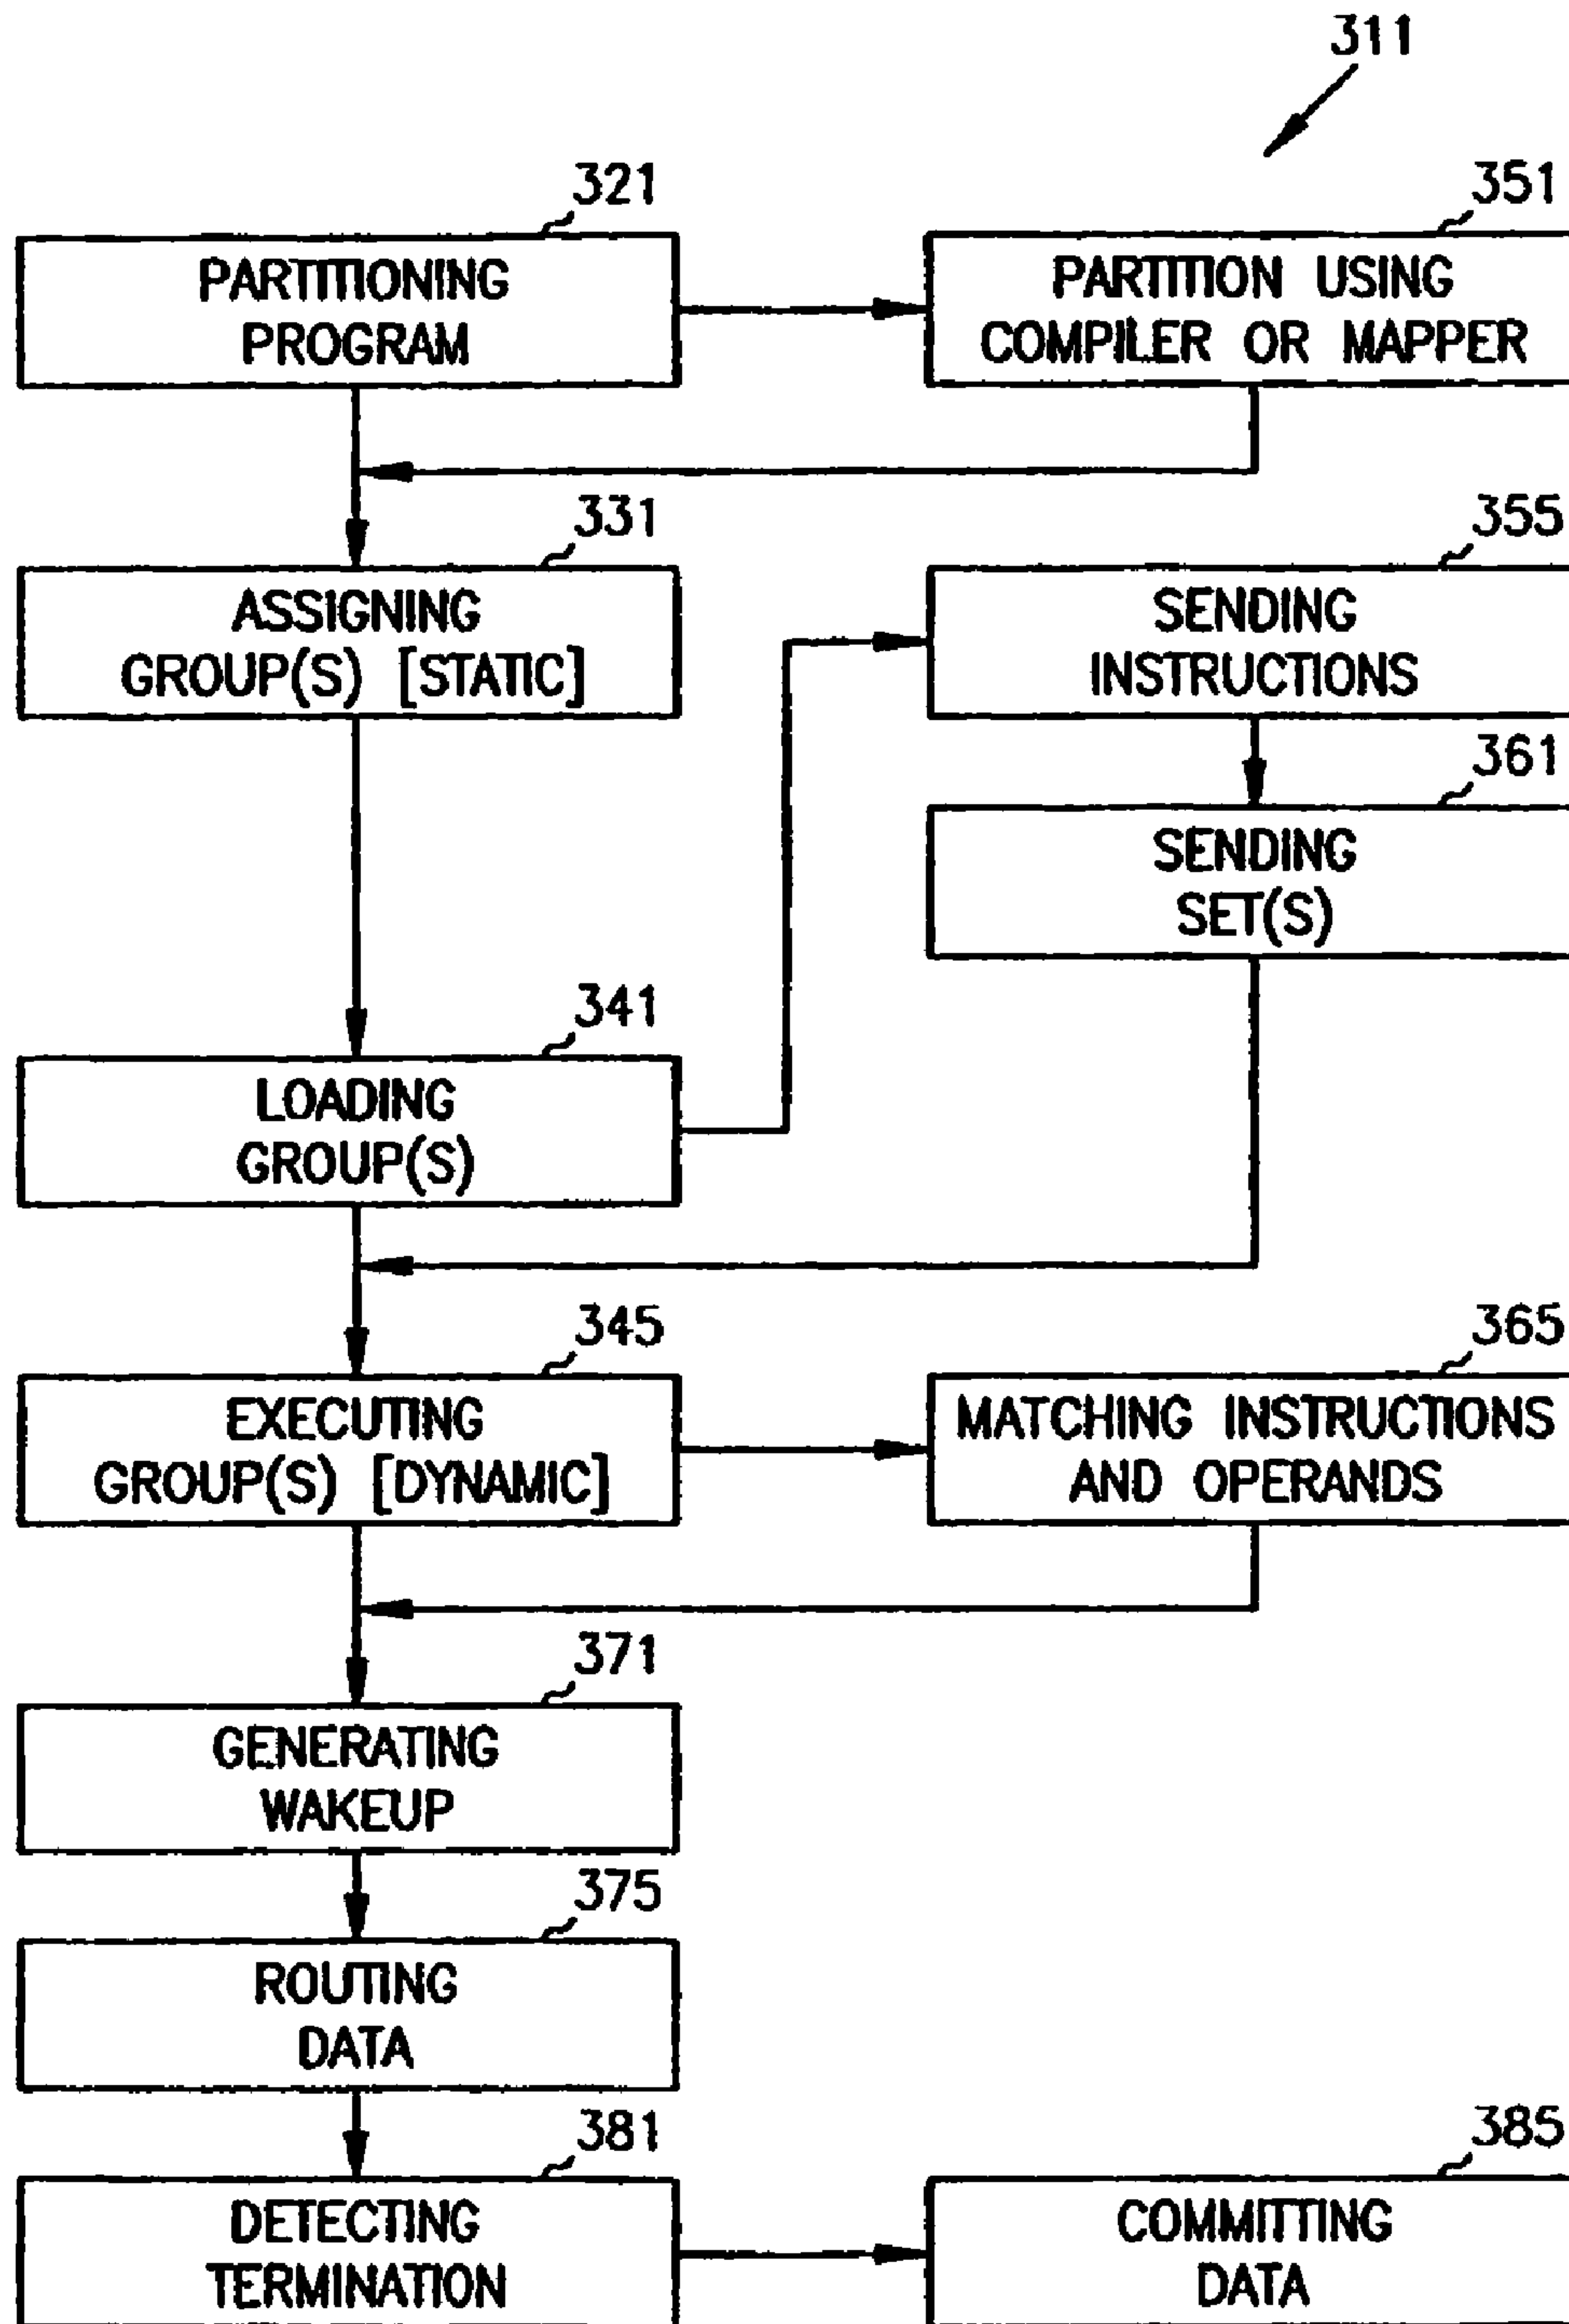 311
321
PARTITIONING
PROGRAM
351
PARTITION USING
COMPILER OR MAPPER
331
ASSIGNING
GROUP(S) [STATIC]
355
SENDING
INSTRUCTIONS
361
SENDING
SET(S)
341
LOADING
GROUP(S)
345
EXECUTING
GROUP(S) [DYNAMIC]
365
MATCHING INSTRUCTIONS
AND OPERANDS
371
GENERATING
WAKEUP
375
ROUTING
DATA
381
DETECTING
TERMINATION
385
COMMITTING
DATA